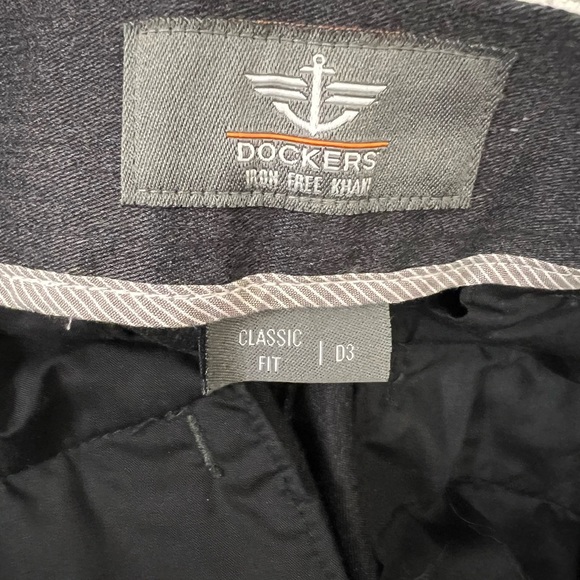 DOCKERS
IRON FREE KHAKI
CLASSIC
FIT | D3